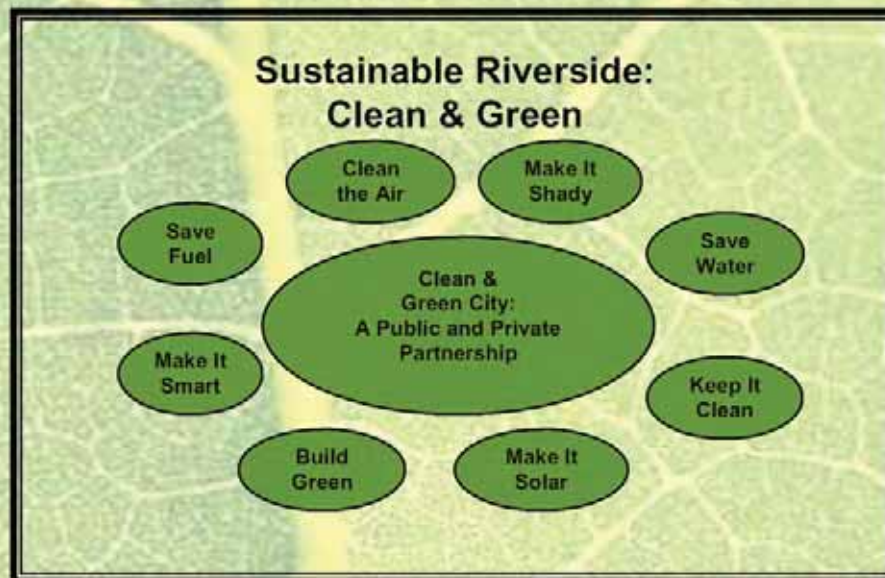 Sustainable Riverside:
Clean & Green
Clean
the Air
Make It
Shady
Save
Fuel
Save
Water
Clean &
Green City:
A Public and Private
Partnership
Make It
Smart
Keep It
Clean
Build
Green
Make It
Solar